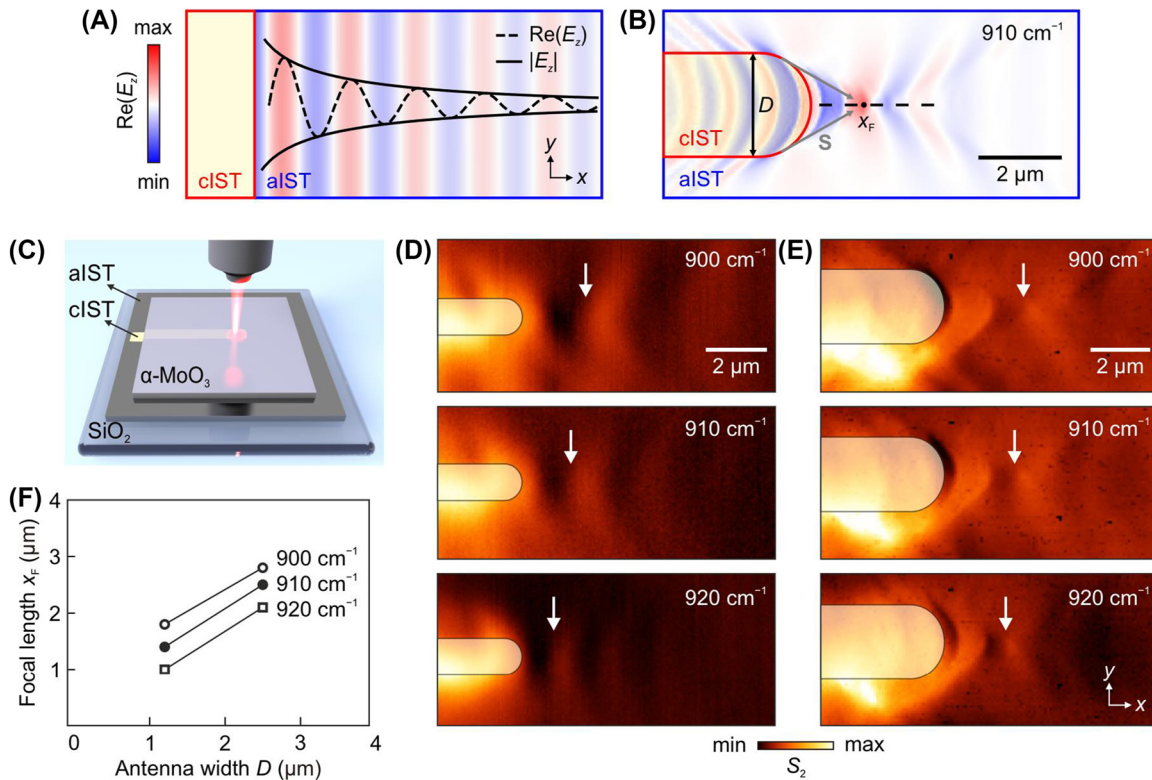 (A)
max
Re(Ez)
min
cIST
aIST
Re(Ez)
|Ez|
y
x
(B)
910 cm⁻¹
D
xF
S
cIST
aIST
2 μm
(C)
aIST
cIST
α-MoO₃
SiO₂
(D)
900 cm⁻¹
2 μm
910 cm⁻¹
920 cm⁻¹
(E)
900 cm⁻¹
2 μm
910 cm⁻¹
920 cm⁻¹
y
x
min
max
S₂
(F)
Focal length xF (μm)
4
3
2
1
900 cm⁻¹
910 cm⁻¹
920 cm⁻¹
0 1 2 3 4
Antenna width D (μm)